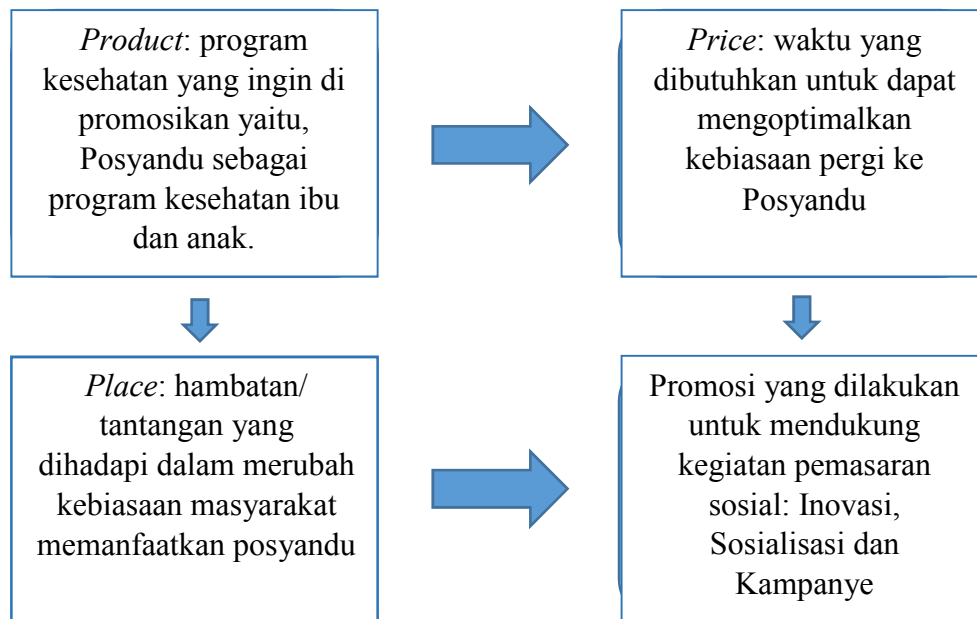 Product: program
kesehatan yang ingin di
promosikan yaitu,
Posyandu sebagai
program kesehatan ibu
dan anak.
Price: waktu yang
dibutuhkan untuk dapat
mengoptimalkan
kebiasaan pergi ke
Posyandu
Place: hambatan/
tantangan yang
dihadapi dalam merubah
kebiasaan masyarakat
memanfaatkan posyandu
Promosi yang dilakukan
untuk mendukung
kegiatan pemasaran
sosial: Inovasi,
Sosialisasi dan
Kampanye